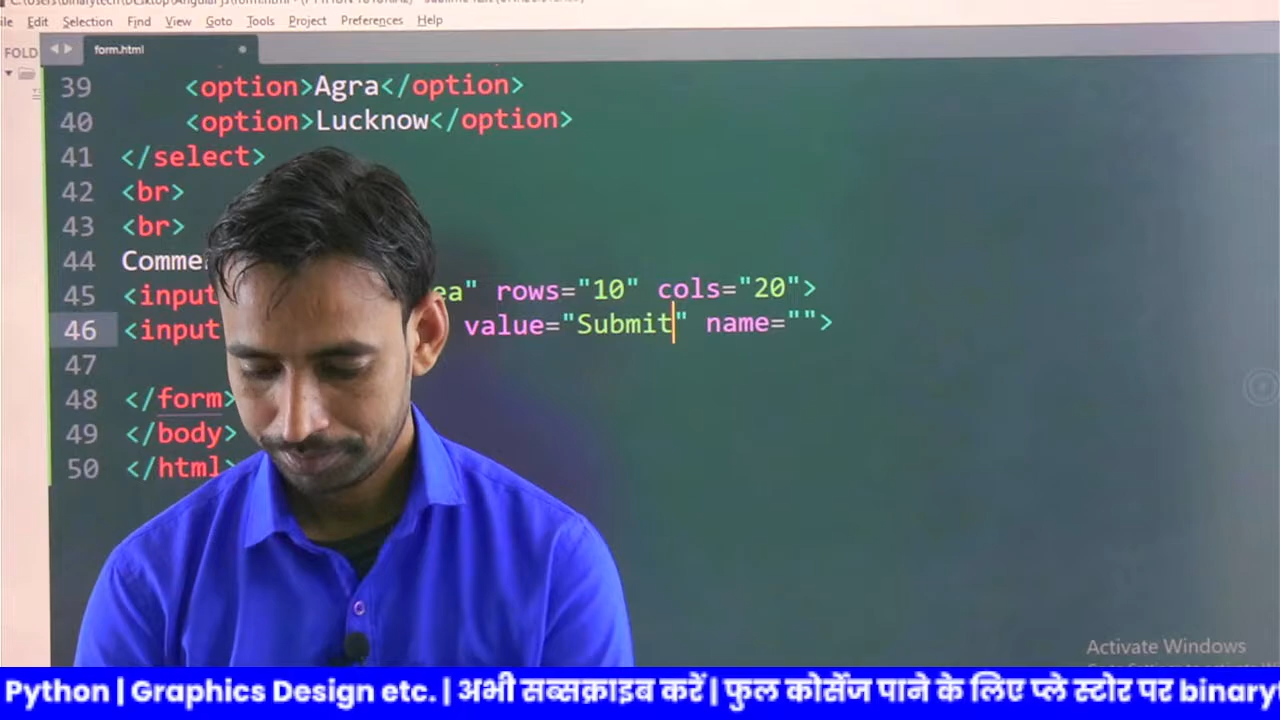 Edit Selection Find View Goto Tools Project Preferences Help
FOLD
form.html
39 <option>Agra</option>
40 <option>Lucknow</option>
41 </select>
42 <br>
43 <br>
44 Comme
45 <input ea" rows="10" cols="20">
46 <input value="Submit" name="">
47
48 </form>
49 </body>
50 </html>
Activate Windows
Python | Graphics Design etc. | अभी सब्सक्राइब करें | फुल कोर्सेज पाने के लिए प्ले स्टोर पर binaryt